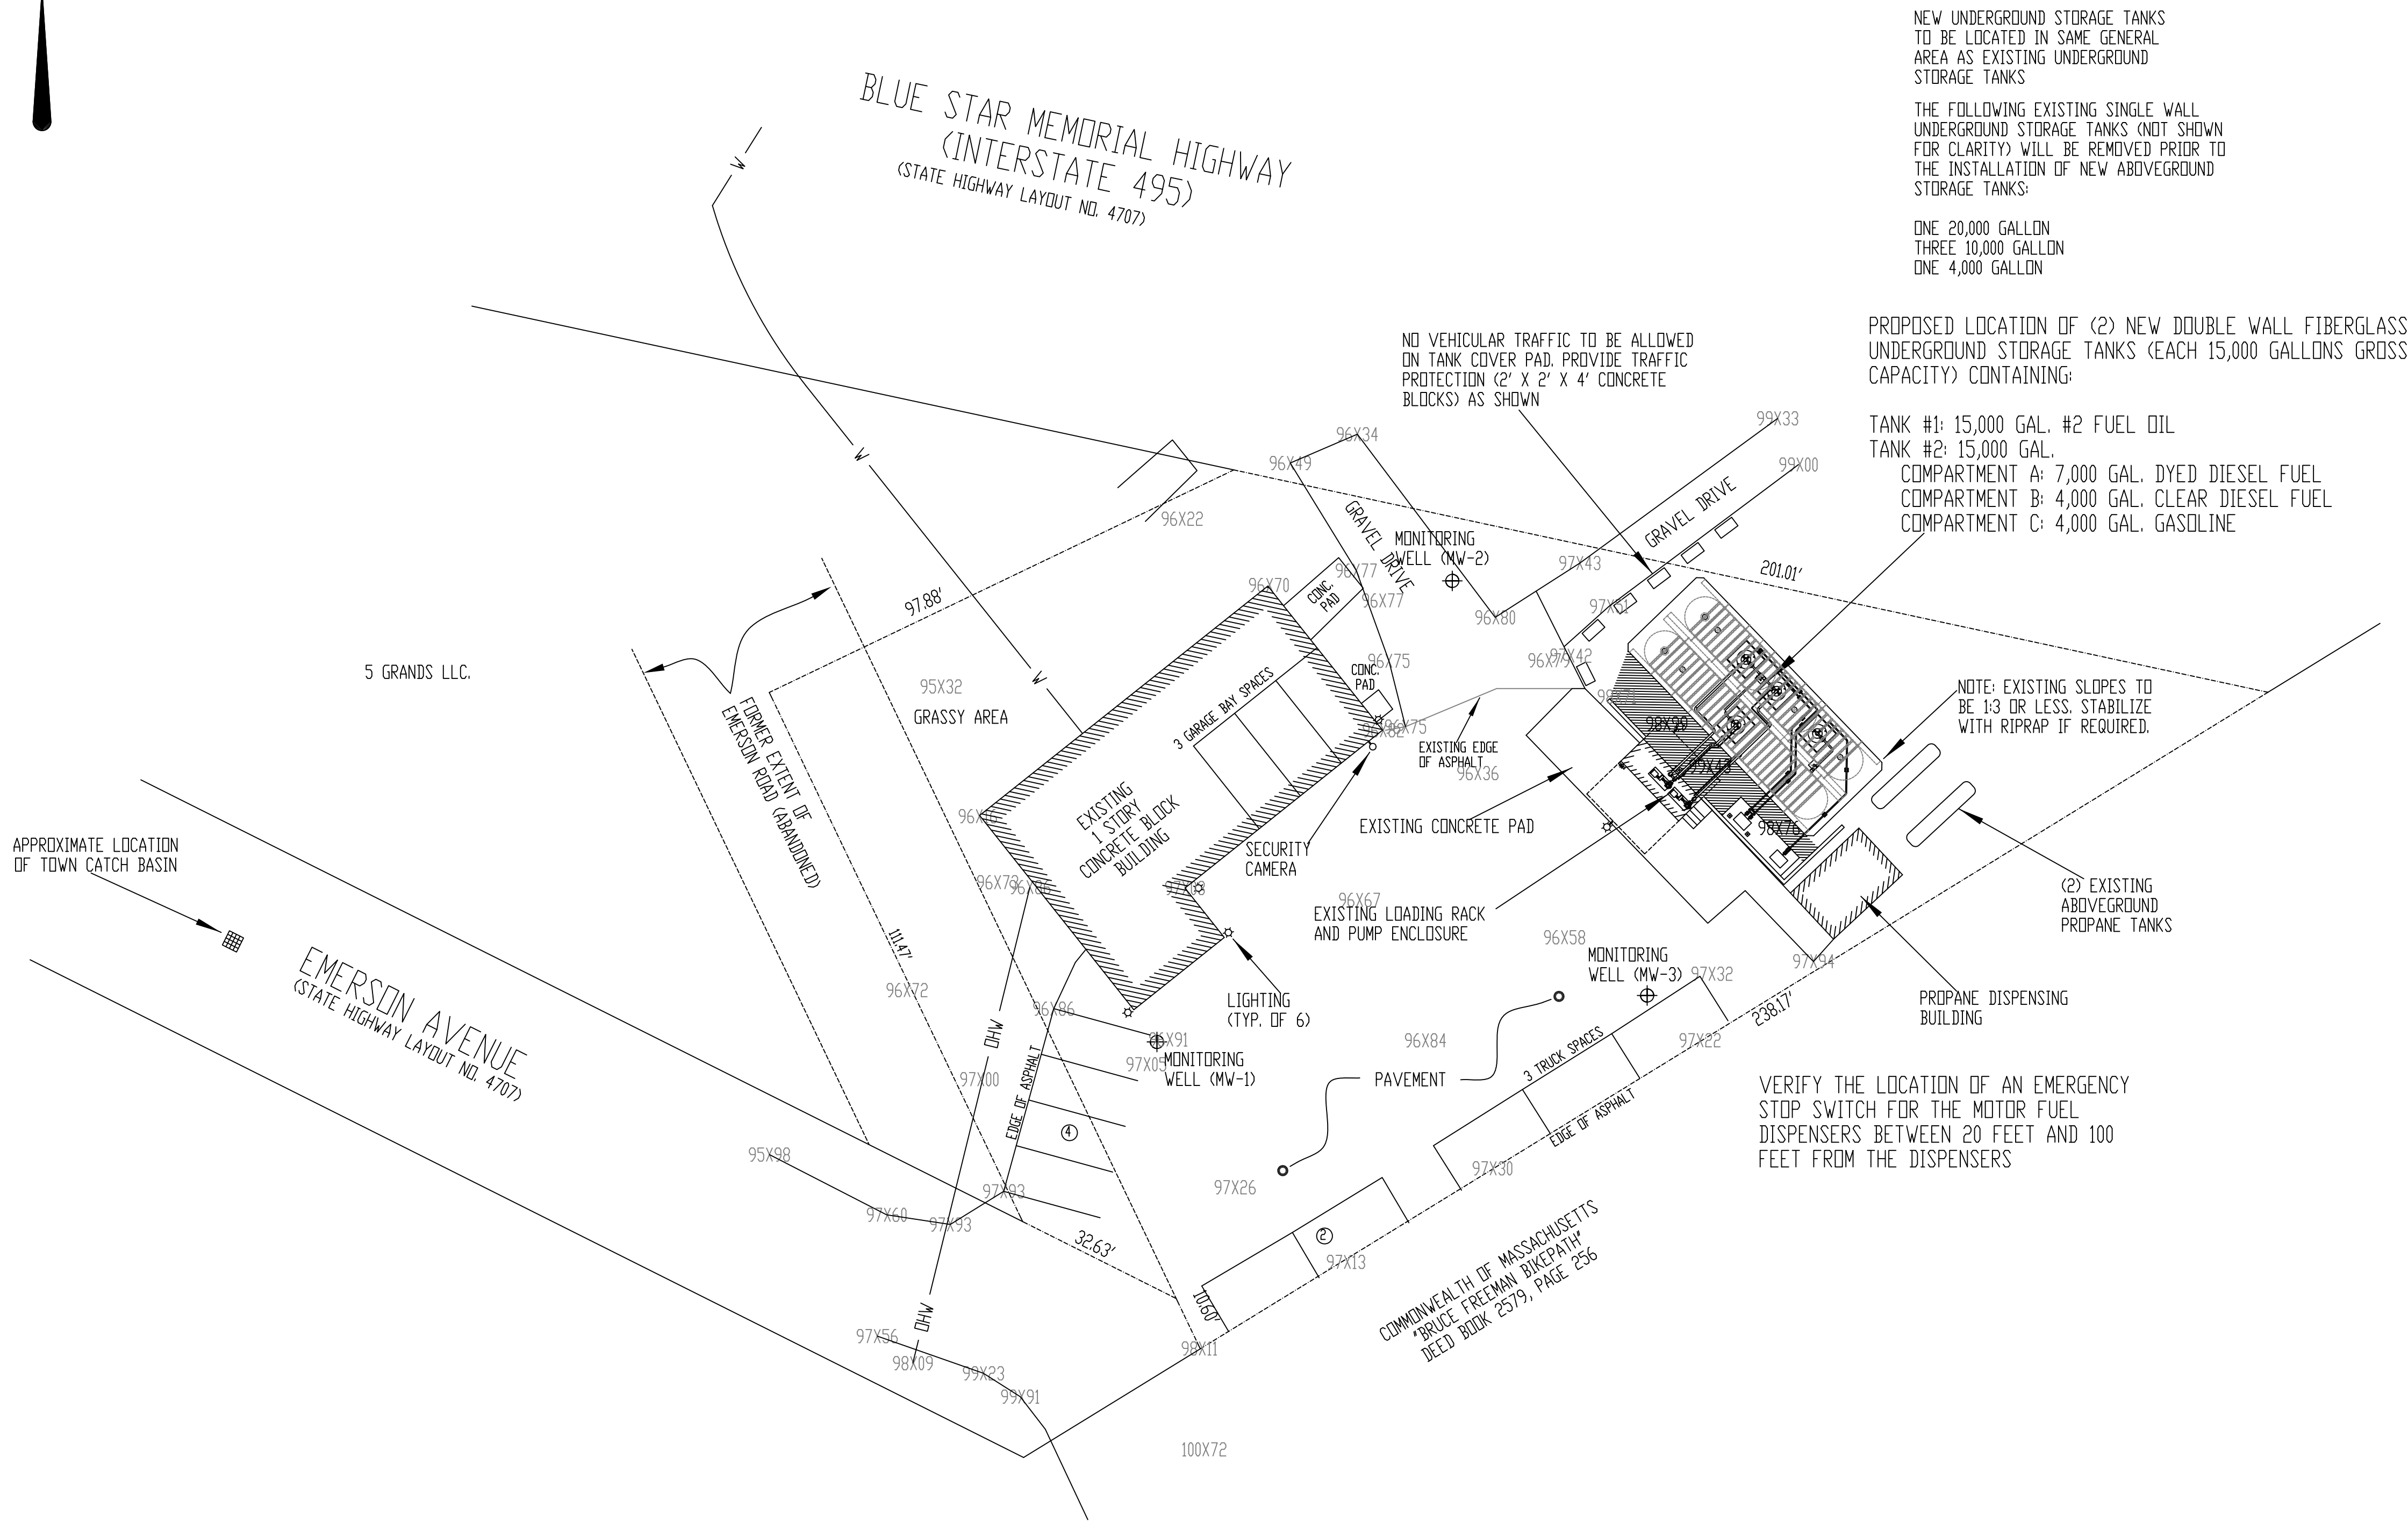 NEW UNDERGROUND STORAGE TANKS
TO BE LOCATED IN SAME GENERAL
AREA AS EXISTING UNDERGROUND
STORAGE TANKS
THE FOLLOWING EXISTING SINGLE WALL
UNDERGROUND STORAGE TANKS (NOT SHOWN
FOR CLARITY) WILL BE REMOVED PRIOR TO
THE INSTALLATION OF NEW ABOVEGROUND
STORAGE TANKS:
ONE 20,000 GALLON
THREE 10,000 GALLON
ONE 4,000 GALLON
BLUE STAR MEMORIAL HIGHWAY
(INTERSTATE 495)
(STATE HIGHWAY LAYOUT NO. 4707)
W
PROPOSED LOCATION OF (2) NEW DOUBLE WALL FIBERGLASS
UNDERGROUND STORAGE TANKS (EACH 15,000 GALLONS GROSS
CAPACITY) CONTAINING:
TANK #1: 15,000 GAL. #2 FUEL OIL
TANK #2: 15,000 GAL.
COMPARTMENT A: 7,000 GAL. DYED DIESEL FUEL
COMPARTMENT B: 4,000 GAL. CLEAR DIESEL FUEL
COMPARTMENT C: 4,000 GAL. GASOLINE
NO VEHICULAR TRAFFIC TO BE ALLOWED
ON TANK COVER PAD. PROVIDE TRAFFIC
PROTECTION (2' X 2' X 4' CONCRETE
BLOCKS) AS SHOWN
99X33
96X34
96X49
99X00
W
96X22
GRAVEL DRIVE
GRAVEL DRIVE
MONITORING
WELL (MW-2)
97X43
201.01'
96X77
96X70
CONC.
PAD
96X77
97X51
96X80
97.88'
96X75
96X79
97X42
CONC.
PAD
5 GRANDS LLC.
W
95X32
GRASSY AREA
3 GARAGE BAY SPACES
96X75
96X82
98X99
NOTE: EXISTING SLOPES TO
BE 1:3 OR LESS. STABILIZE
WITH RIPRAP IF REQUIRED.
FORMER EXTENT OF
EMERSON ROAD (ABANDONED)
EXISTING EDGE
OF ASPHALT
96X36
EXISTING
1 STORY
CONCRETE BLOCK
BUILDING
EXISTING CONCRETE PAD
98X76
APPROXIMATE LOCATION
OF TOWN CATCH BASIN
SECURITY
CAMERA
96X73
96X86
96X67
EXISTING LOADING RACK
AND PUMP ENCLOSURE
(2) EXISTING
ABOVEGROUND
PROPANE TANKS
111.47'
96X58
EMERSON AVENUE
(STATE HIGHWAY LAYOUT NO. 4707)
MONITORING
WELL (MW-3)
97X32
97X94
96X72
LIGHTING
(TYP. OF 6)
PROPANE DISPENSING
BUILDING
96X86
OHW
238.17'
96X91
97X05
MONITORING
WELL (MW-1)
96X84
97X22
3 TRUCK SPACES
97X00
EDGE OF ASPHALT
PAVEMENT
VERIFY THE LOCATION OF AN EMERGENCY
STOP SWITCH FOR THE MOTOR FUEL
DISPENSERS BETWEEN 20 FEET AND 100
FEET FROM THE DISPENSERS
EDGE OF ASPHALT
4
95X98
97X30
97X93
97X26
97X60
97X93
32.63'
2
97X13
COMMONWEALTH OF MASSACHUSETTS
"BRUCE FREEMAN BIKEPATH"
DEED BOOK 2579, PAGE 256
10.60'
OHW
97X56
98X11
98X09
99X23
99X91
100X72